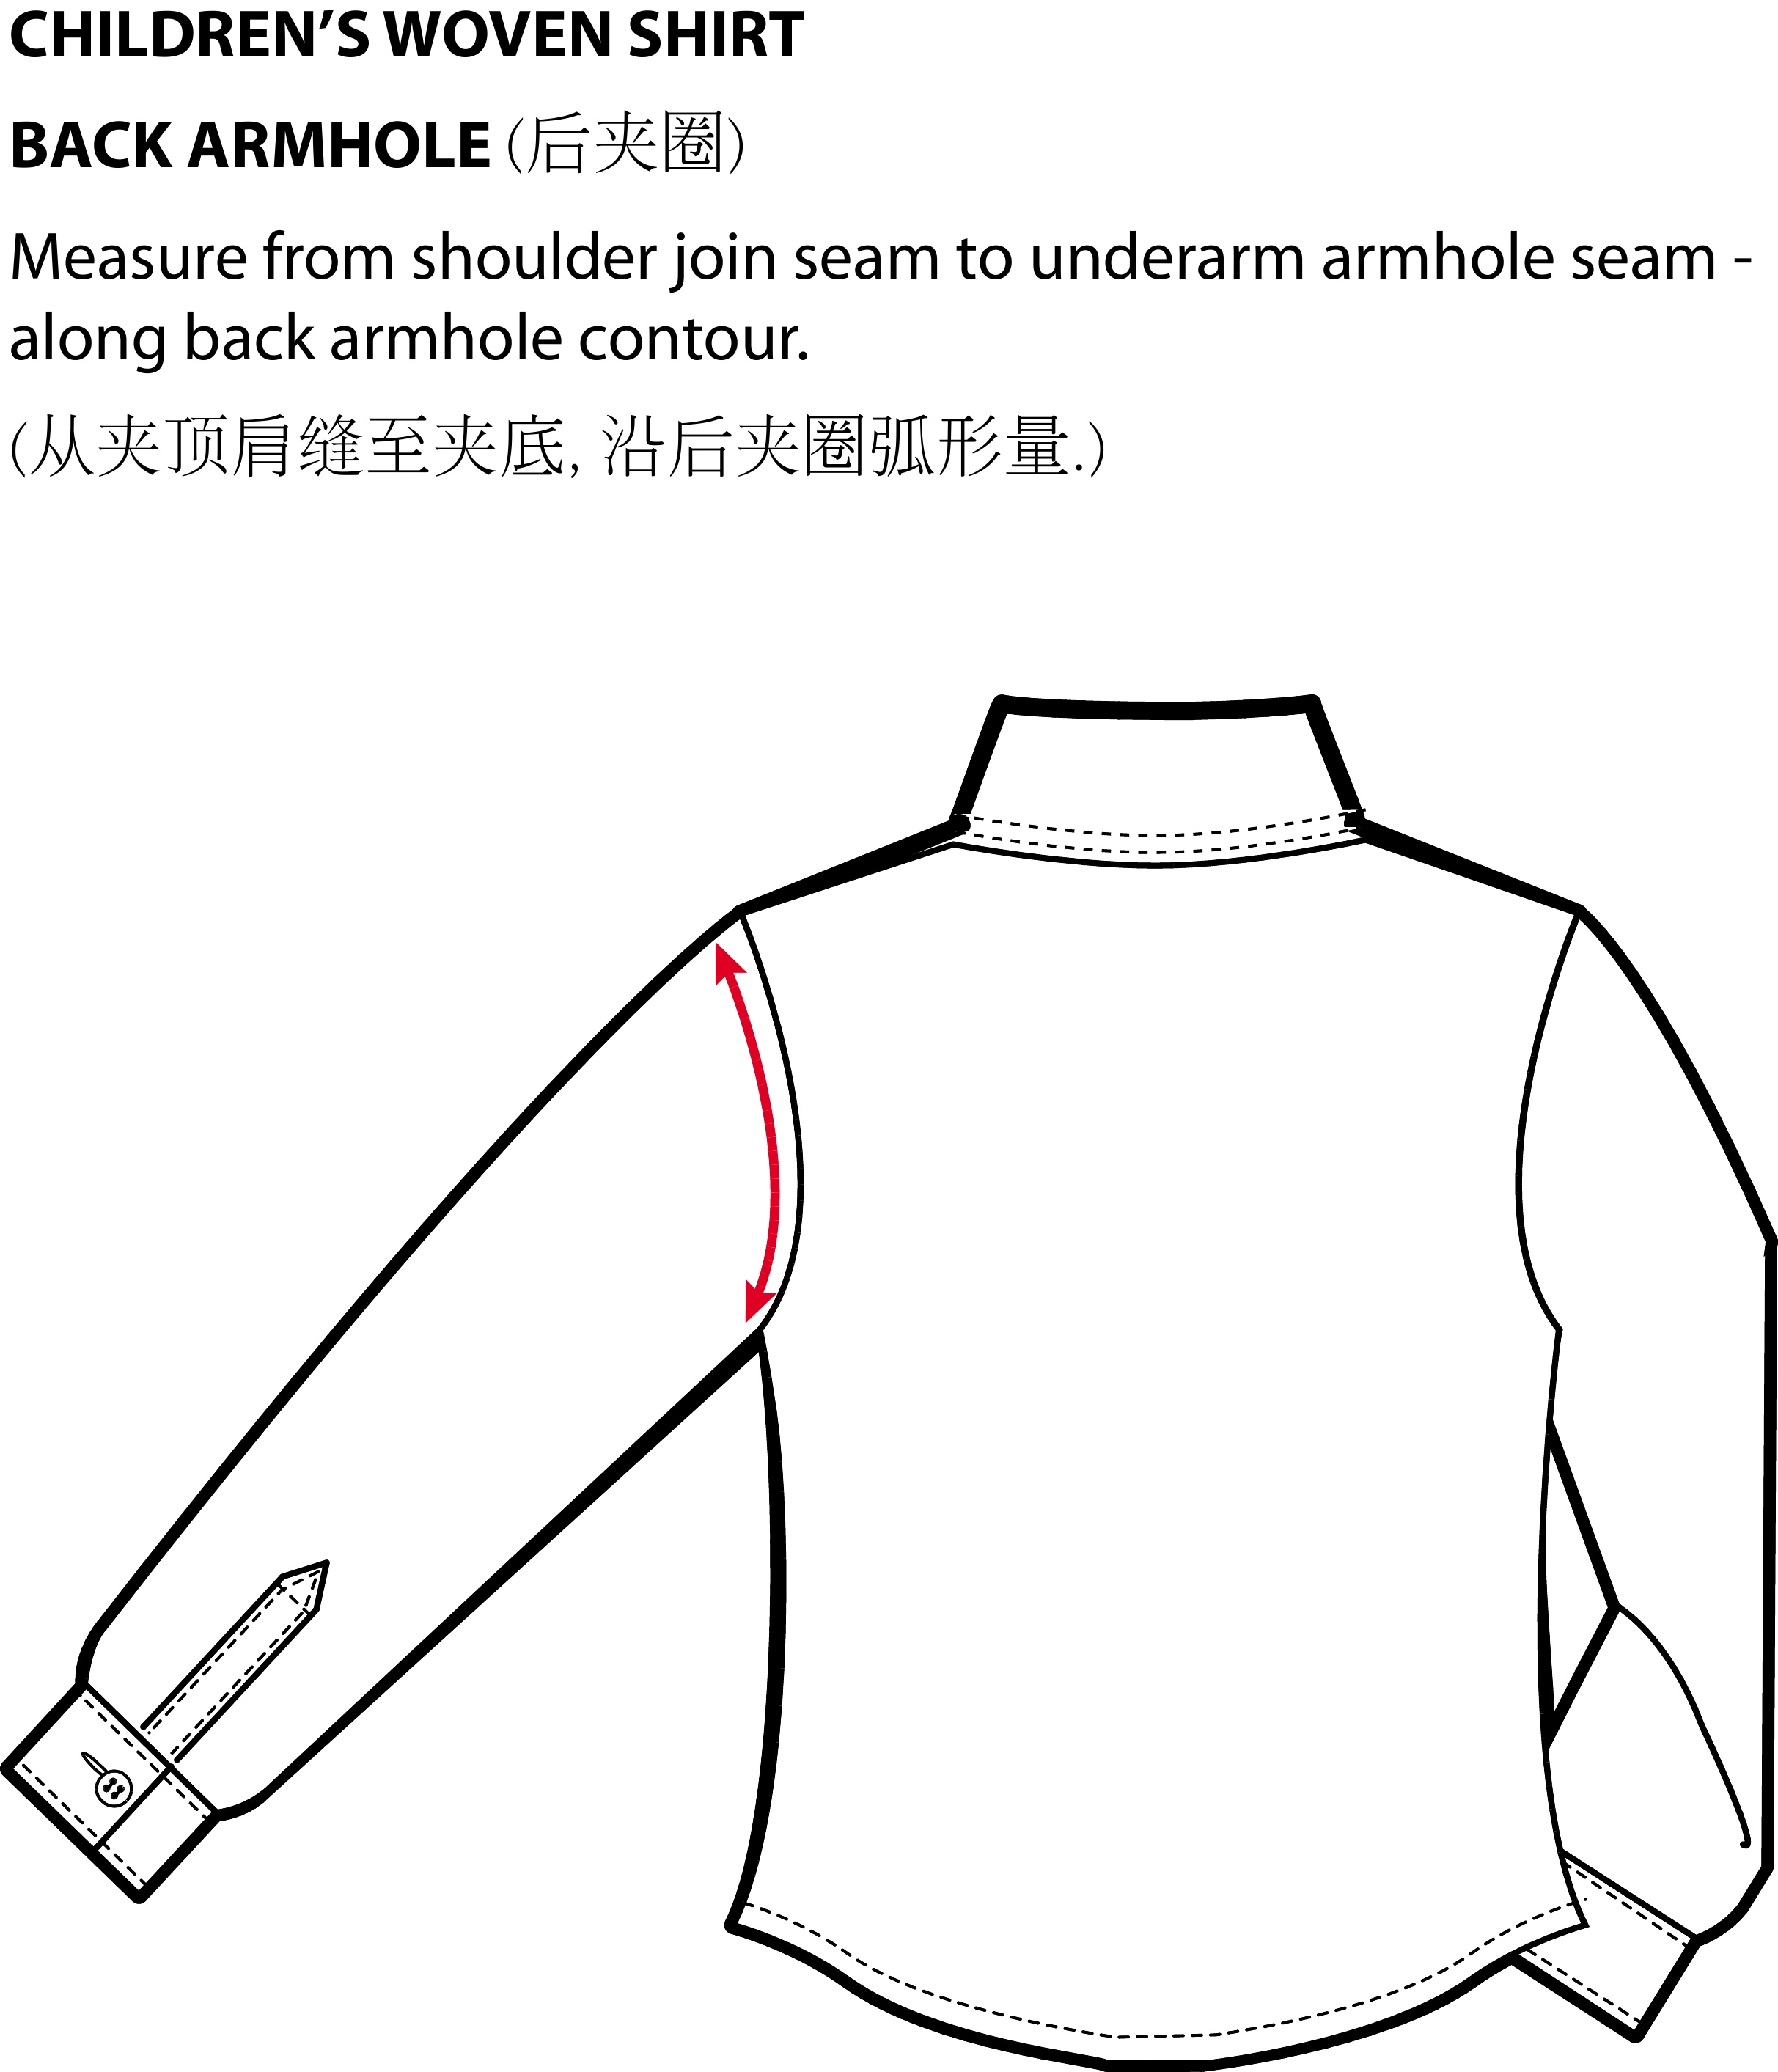 CHILDREN'S WOVEN SHIRT
BACK ARMHOLE (后夹圈)
Measure from shoulder join seam to underarm armhole seam -
along back armhole contour.
(从夹顶肩缝至夹底, 沿后夹圈弧形量.)